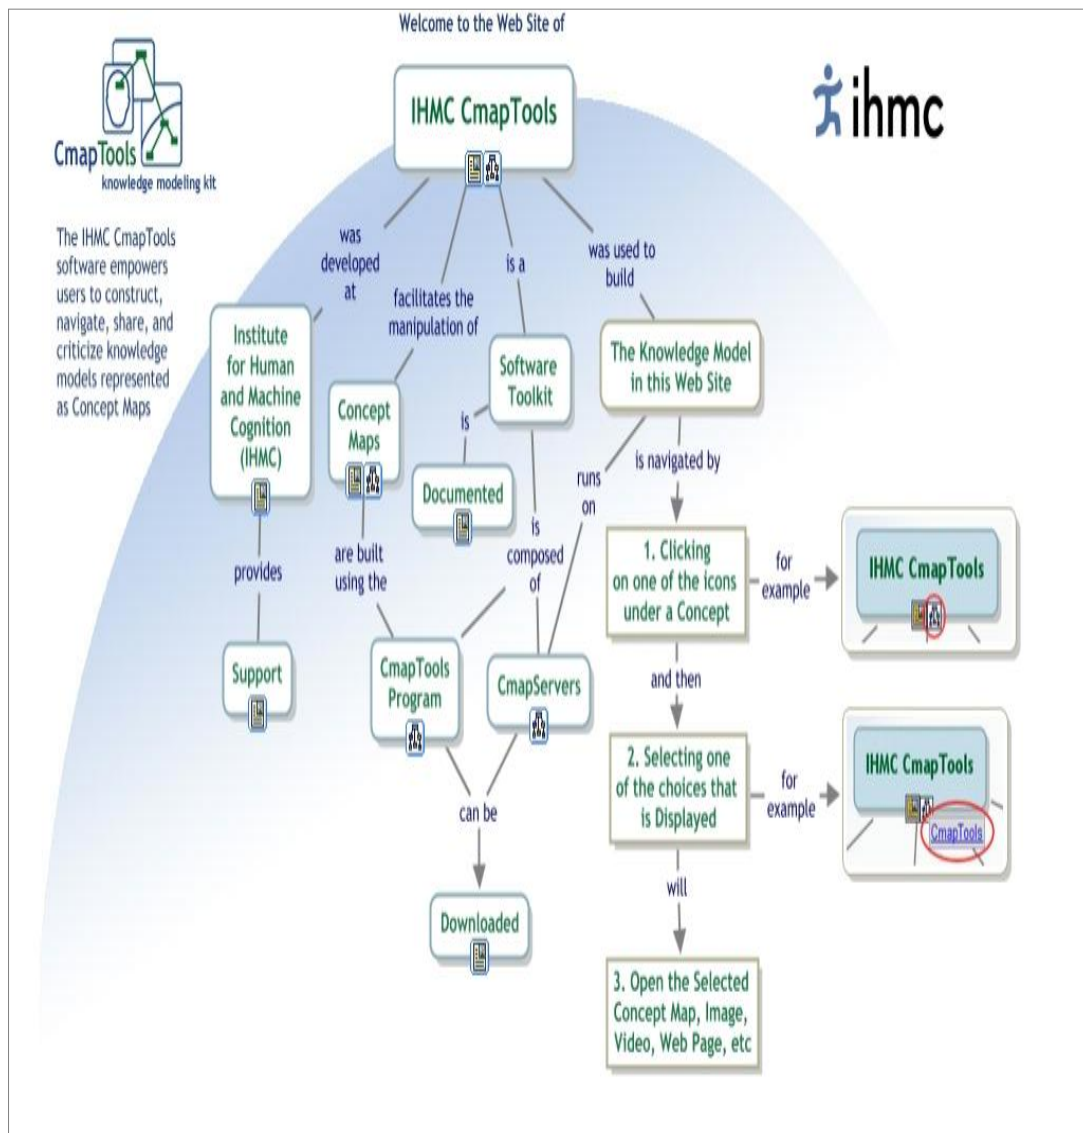 Welcome to the Web Site of
IHMC CmapTools
ihmc
CmapTools
knowledge modeling kit
The IHMC CmapTools
software empowers
users to construct,
navigate, share, and
criticize knowledge
models represented
as Concept Maps
was
developed
at
facilitates the
manipulation of
is a
was used to
build
Institute
for Human
and Machine
Cognition
(IHMC)
Concept
Maps
Software
Toolkit
The Knowledge Model
in this Web Site
is
Documented
provides
are built
using the
is
composed
of
runs
on
is navigated by
1. Clicking
on one of the icons
under a Concept
for
example
IHMC CmapTools
Support
CmapTools
Program
CmapServers
and then
2. Selecting one
of the choices that
is Displayed
for
example
IHMC CmapTools
CmapTools
can be
Downloaded
will
3. Open the Selected
Concept Map, Image,
Video, Web Page, etc